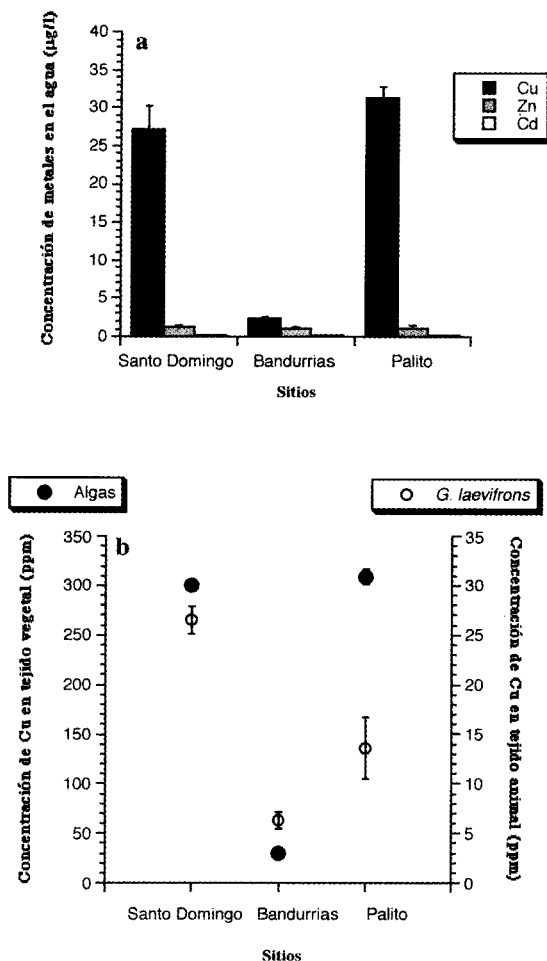 a
Concentración de metales en el agua (µg/l)
40
35
30
25
20
15
10
5
0
Cu
Zn
Cd
Santo Domingo Bandurrias Palito
Sitios
Algas
G. laevifrons
b
Concentración de Cu en tejido vegetal (ppm)
350
300
250
200
150
100
50
0
35
30
25
20
15
10
5
0
Concentración de Cu en tejido animal (ppm)
Santo Domingo Bandurrias Palito
Sitios